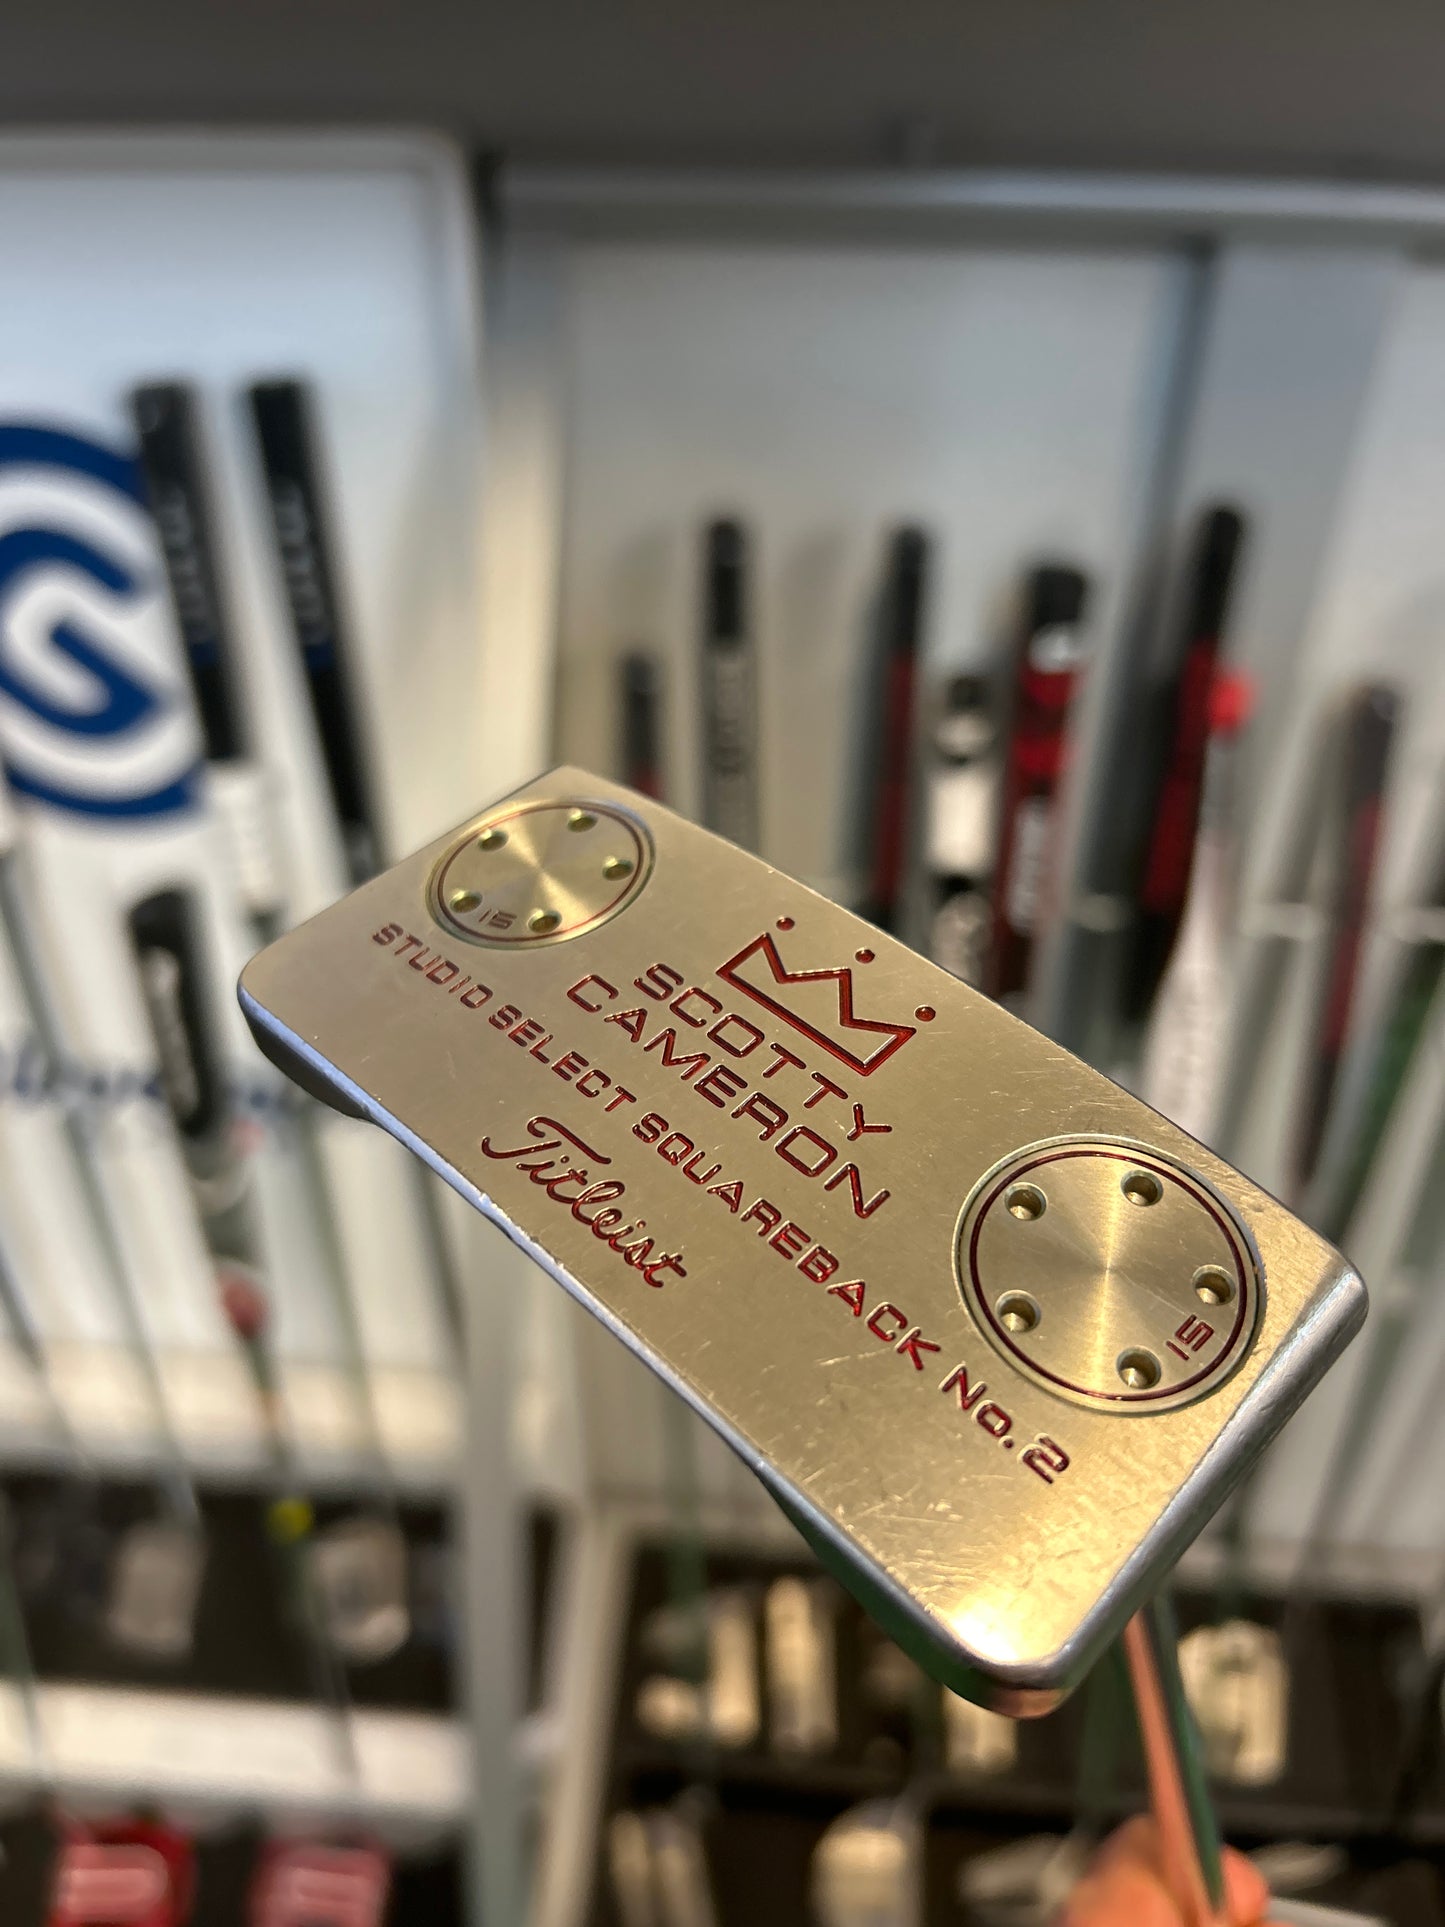 15
SCOTTY
CAMERON
STUDIO SELECT SQUAREBACK No. 2
Titleist
15